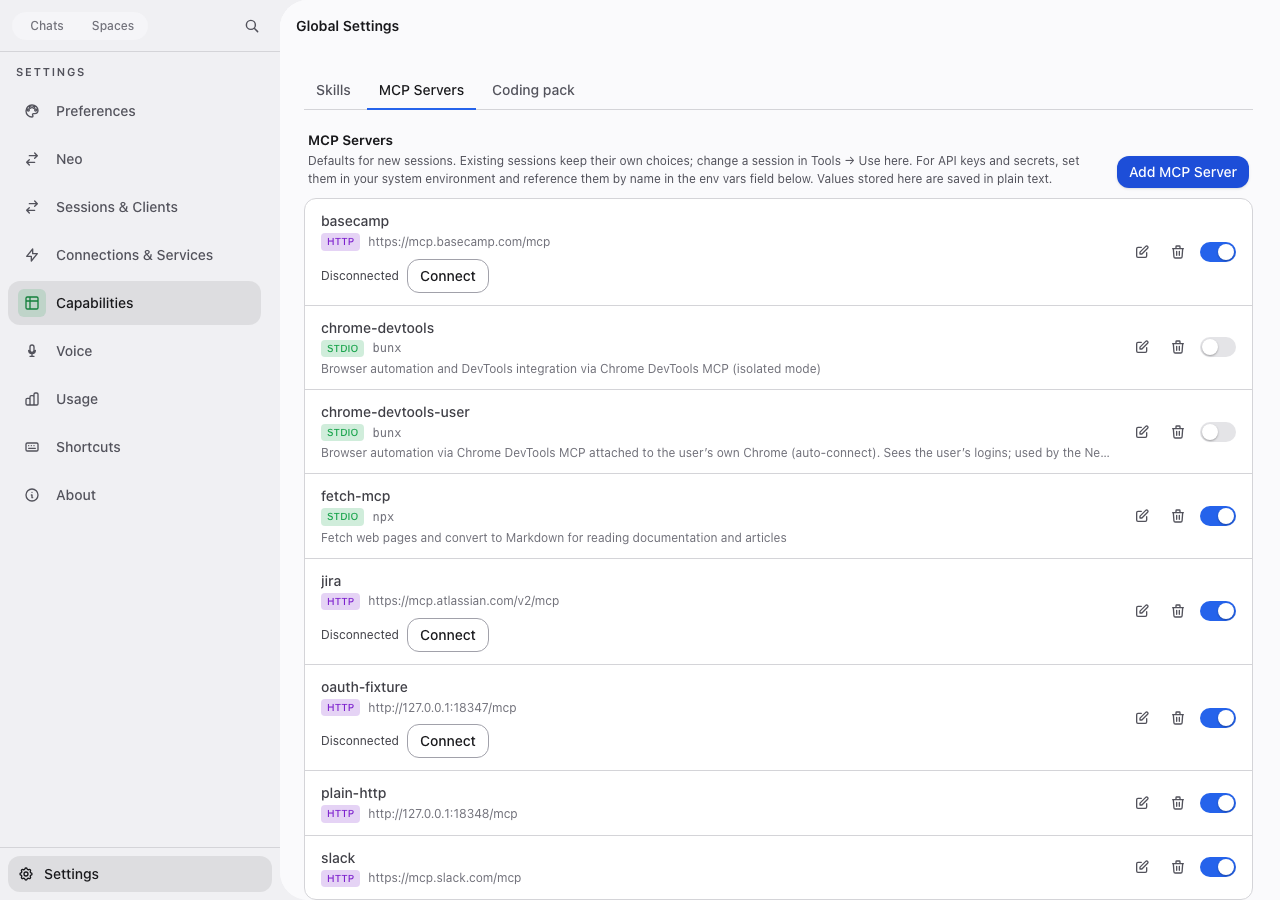 Chats Spaces
Global Settings
SETTINGS
Preferences
Neo
Sessions & Clients
Connections & Services
Capabilities
Voice
Usage
Shortcuts
About
Settings
Skills MCP Servers Coding pack
MCP Servers
Defaults for new sessions. Existing sessions keep their own choices; change a session in Tools → Use here. For API keys and secrets, set
them in your system environment and reference them by name in the env vars field below. Values stored here are saved in plain text.
Add MCP Server
basecamp
HTTP https://mcp.basecamp.com/mcp
Disconnected Connect
chrome-devtools
STDIO bunx
Browser automation and DevTools integration via Chrome DevTools MCP (isolated mode)
chrome-devtools-user
STDIO bunx
Browser automation via Chrome DevTools MCP attached to the user's own Chrome (auto-connect). Sees the user's logins; used by the Ne...
fetch-mcp
STDIO npx
Fetch web pages and convert to Markdown for reading documentation and articles
jira
HTTP https://mcp.atlassian.com/v2/mcp
Disconnected Connect
oauth-fixture
HTTP http://127.0.0.1:18347/mcp
Disconnected Connect
plain-http
HTTP http://127.0.0.1:18348/mcp
slack
HTTP https://mcp.slack.com/mcp